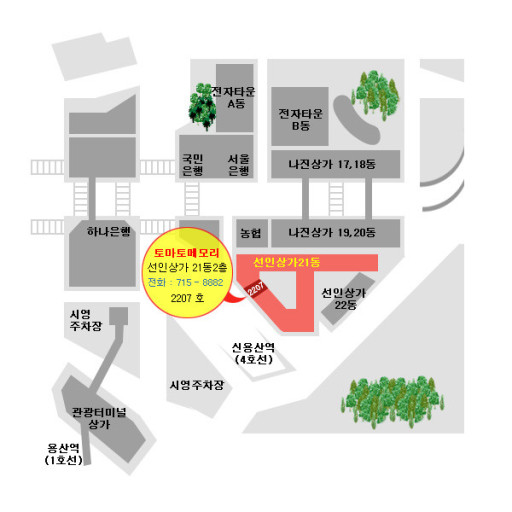 전자타운
A동
전자타운
B동
국민
은행
서울
은행
나진상가 17,18동
하나은행
농협
나진상가 19,20동
토마토메모리
선인상가 21동2층
전화 : 715 - 8882
2207 호
선인상가21동
2207
선인상가
22동
시영
주차장
신용산역
(4호선)
시영주차장
관광터미널
상가
용산역
(1호선)